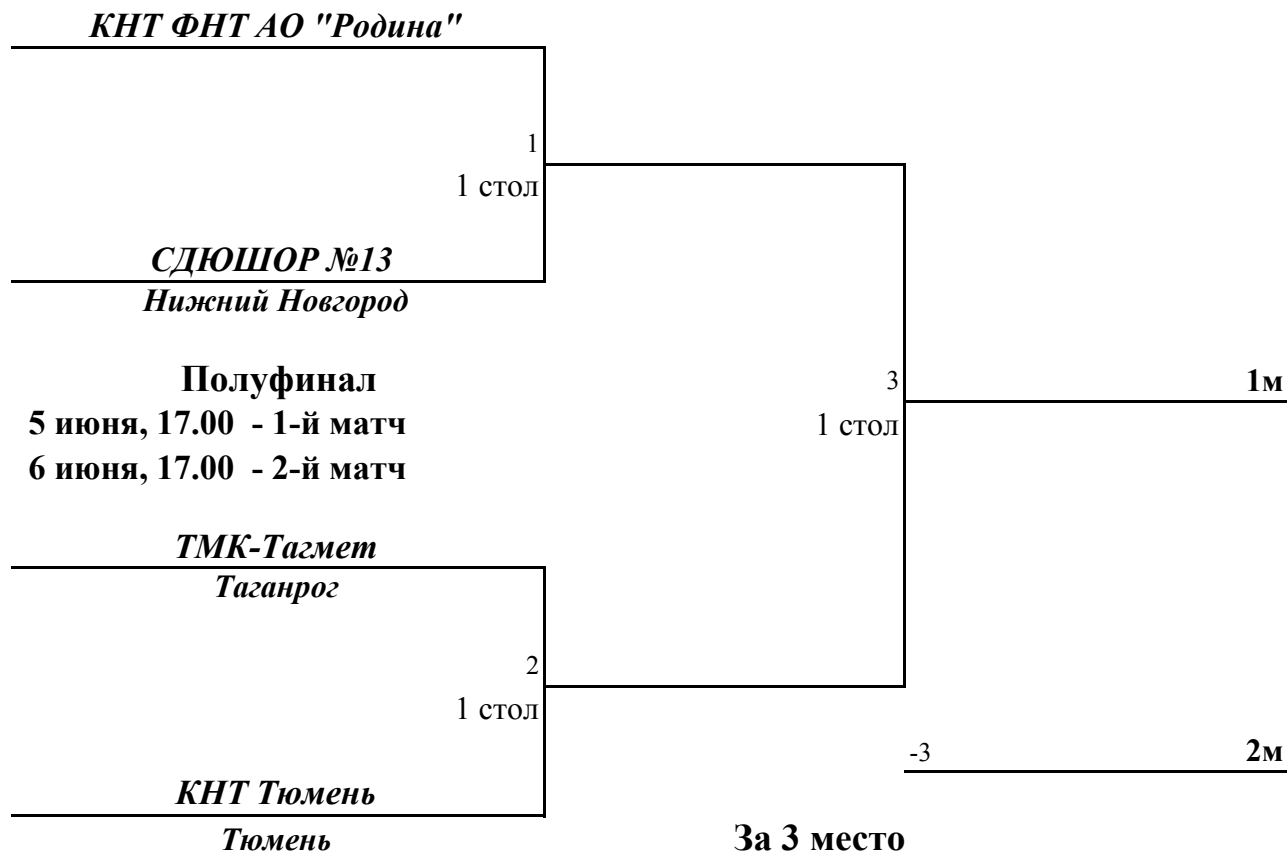 КНТ ФНТ АО "Родина"
1
1 стол
СДЮШОР №13
Нижний Новгород
Полуфинал
3
1м
5 июня, 17.00 - 1-й матч
1 стол
6 июня, 17.00 - 2-й матч
ТМК-Тагмет
Таганрог
2
1 стол
-3
2м
КНТ Тюмень
Тюмень
За 3 место